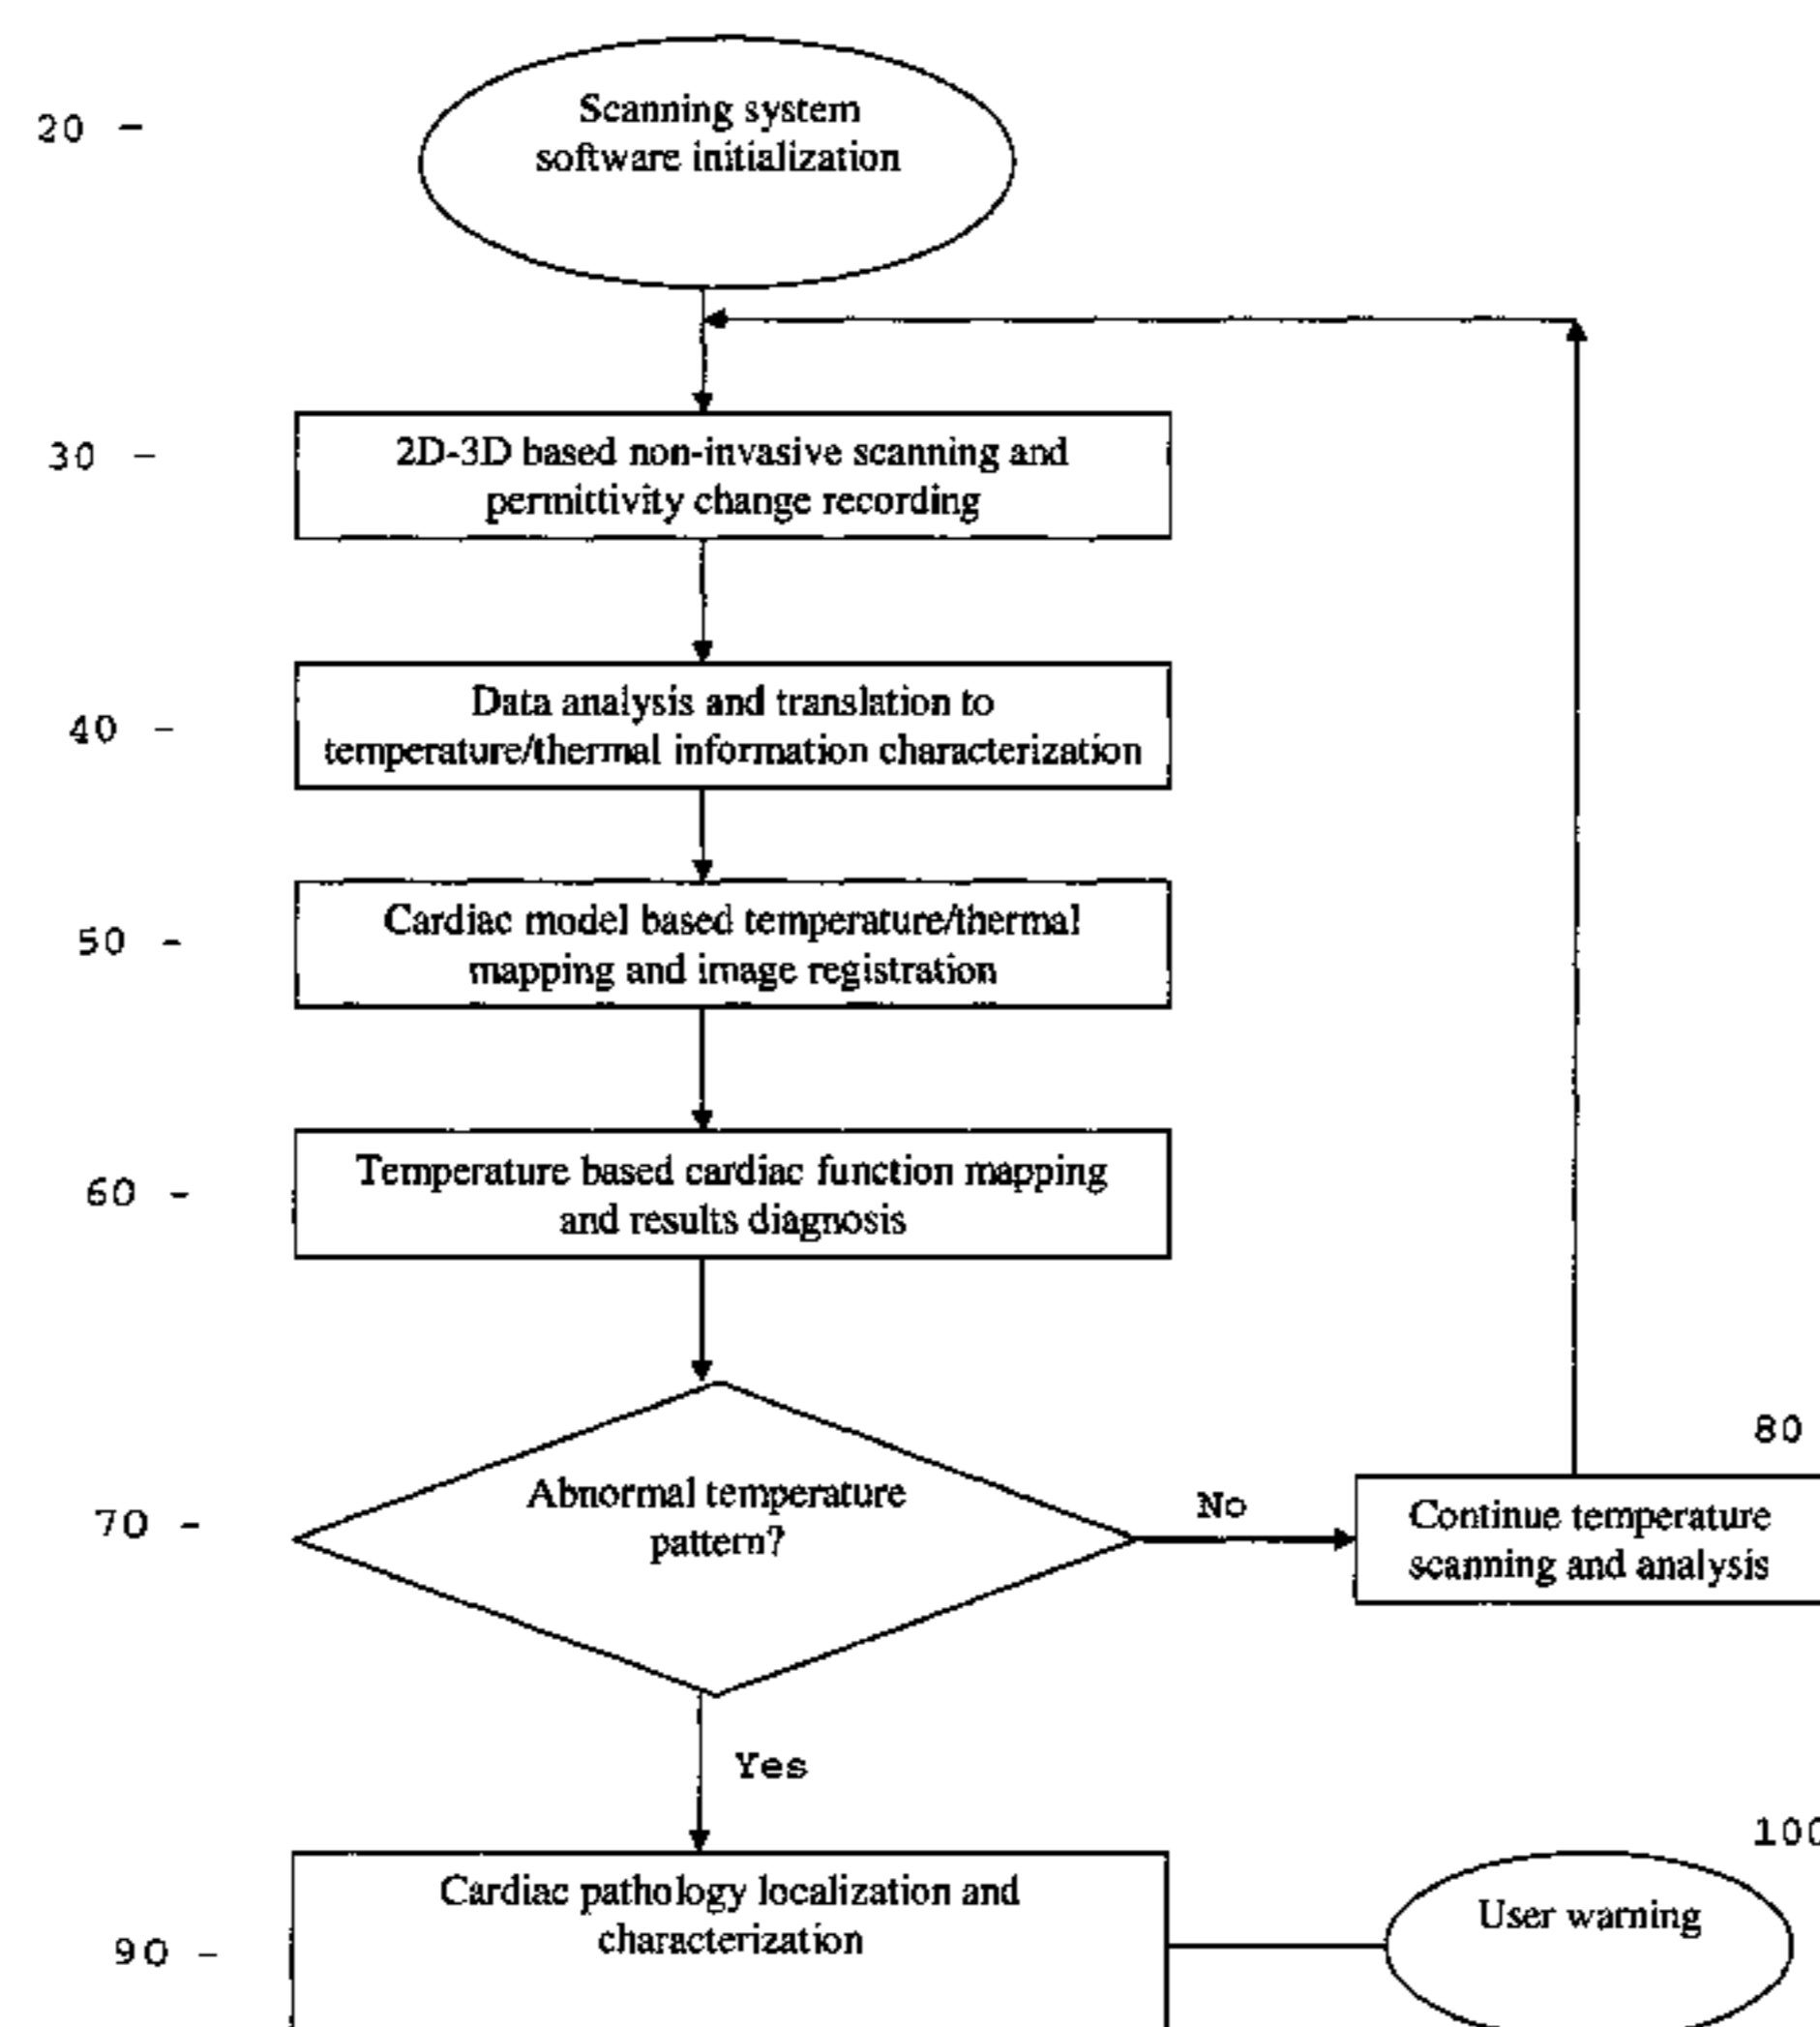 20 -
Scanning system
software initialization
30 -
2D-3D based non-invasive scanning and
permittivity change recording
40 -
Data analysis and translation to
temperature/thermal information characterization
50 -
Cardiac model based temperature/thermal
mapping and image registration
60 -
Temperature based cardiac function mapping
and results diagnosis
80
70 -
Abnormal temperature
pattern?
No
Continue temperature
scanning and analysis
Yes
100
90 -
Cardiac pathology localization and
characterization
User warning